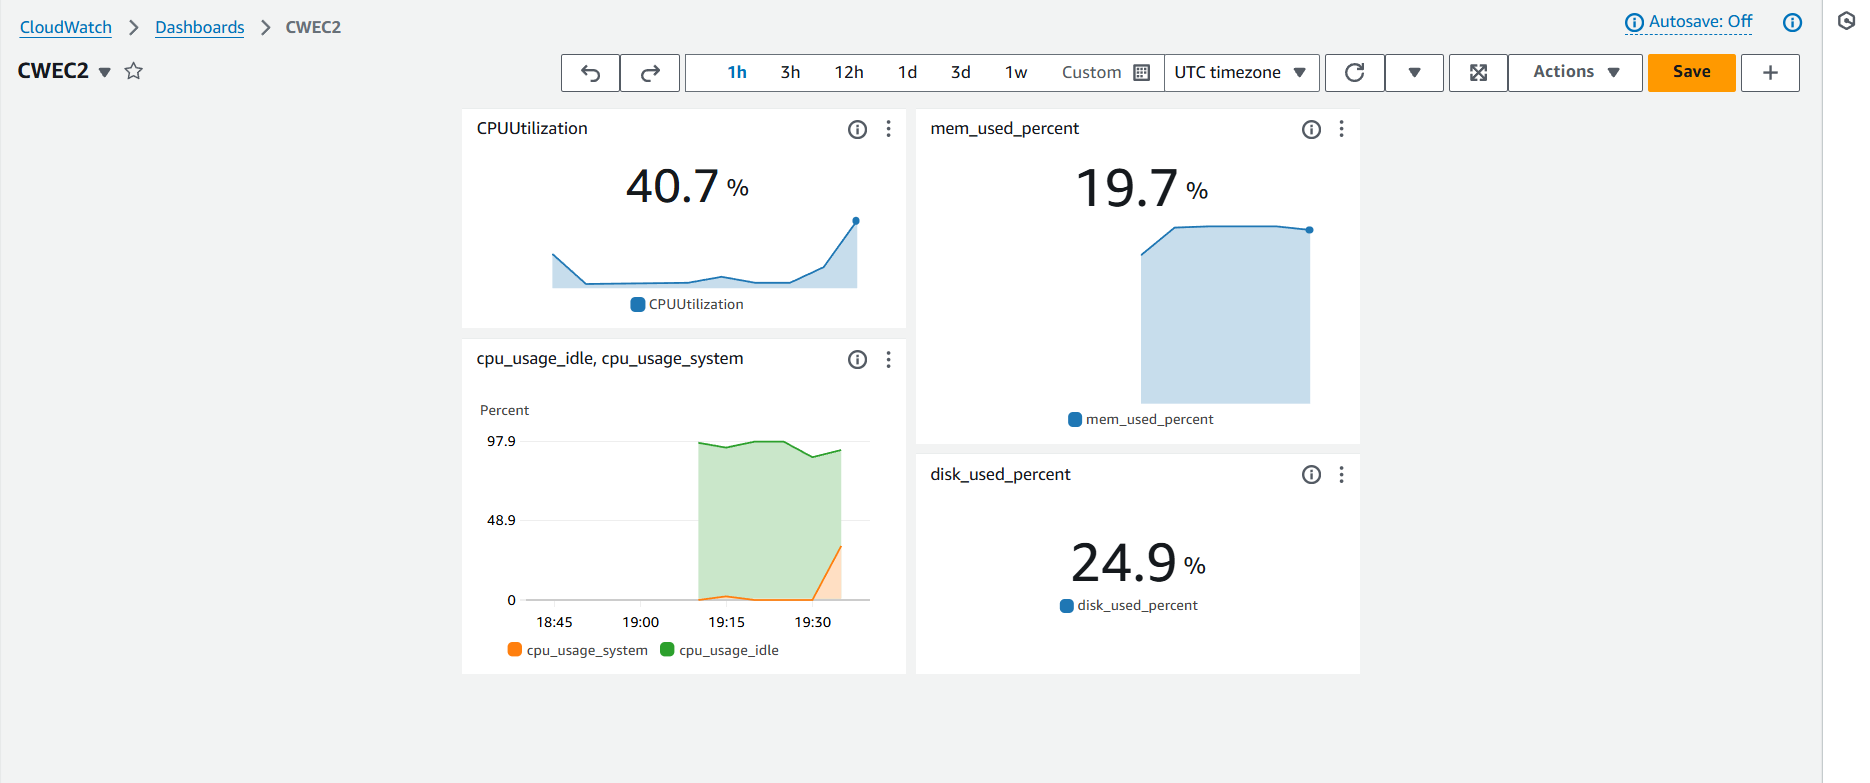 CloudWatch > Dashboards > CWEC2
Autosave: Off
CWEC2
1h 3h 12h 1d 3d 1w Custom UTC timezone Actions Save
CPUUtilization
40.7 %
CPUUtilization
mem_used_percent
19.7 %
mem_used_percent
cpu_usage_idle, cpu_usage_system
Percent
97.9
48.9
0
18:45 19:00 19:15 19:30
cpu_usage_system cpu_usage_idle
disk_used_percent
24.9 %
disk_used_percent